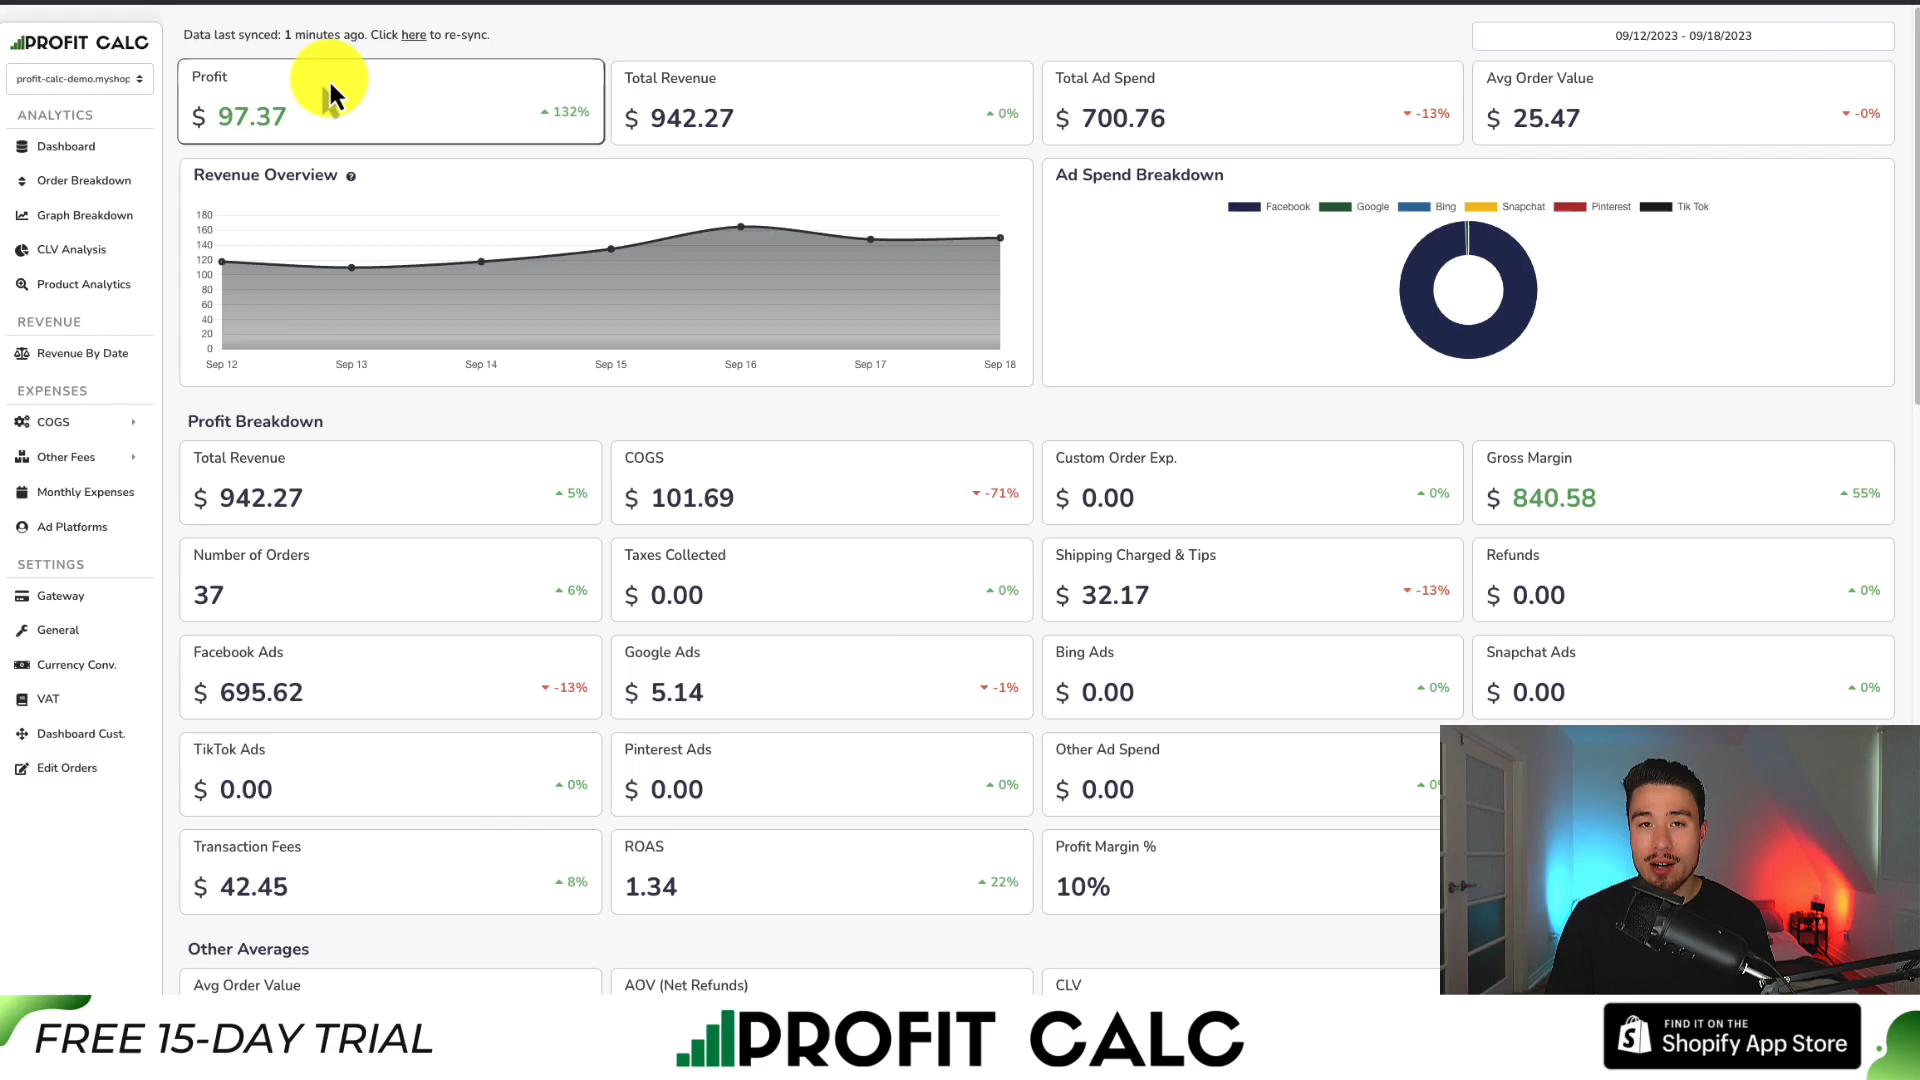 PROFIT CALC
profit-calc-demo.myshop
ANALYTICS
Dashboard
Order Breakdown
Graph Breakdown
CLV Analysis
Product Analytics
REVENUE
Revenue By Date
EXPENSES
COGS
Other Fees
Monthly Expenses
Ad Platforms
SETTINGS
Gateway
General
Currency Conv.
VAT
Dashboard Cust.
Edit Orders
Data last synced: 1 minutes ago. Click here to re-sync.
09/12/2023 - 09/18/2023
Profit
$ 97.37
132%
Total Revenue
$ 942.27
0%
Total Ad Spend
$ 700.76
-13%
Avg Order Value
$ 25.47
-0%
Revenue Overview
180
160
140
120
100
80
60
40
20
0
Sep 12 Sep 13 Sep 14 Sep 15 Sep 16 Sep 17 Sep 18
Ad Spend Breakdown
Facebook Google Bing Snapchat Pinterest Tik Tok
Profit Breakdown
Total Revenue
$ 942.27
5%
COGS
$ 101.69
-71%
Custom Order Exp.
$ 0.00
0%
Gross Margin
$ 840.58
55%
Number of Orders
37
6%
Taxes Collected
$ 0.00
0%
Shipping Charged & Tips
$ 32.17
-13%
Refunds
$ 0.00
0%
Facebook Ads
$ 695.62
-13%
Google Ads
$ 5.14
-1%
Bing Ads
$ 0.00
0%
Snapchat Ads
$ 0.00
0%
TikTok Ads
$ 0.00
0%
Pinterest Ads
$ 0.00
0%
Other Ad Spend
$ 0.00
0%
Transaction Fees
$ 42.45
8%
ROAS
1.34
22%
Profit Margin %
10%
Other Averages
Avg Order Value
AOV (Net Refunds)
CLV
FREE 15-DAY TRIAL
PROFIT CALC
FIND IT ON THE
Shopify App Store